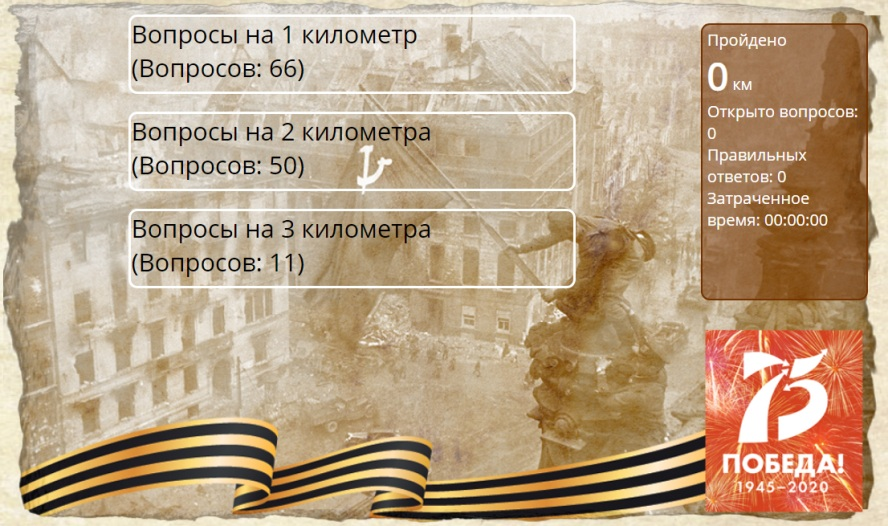 Вопросы на 1 километр
(Вопросов: 66)
Вопросы на 2 километра
(Вопросов: 50)
Вопросы на 3 километра
(Вопросов: 11)
Пройдено
0 км
Открыто вопросов:
0
Правильных
ответов: 0
Затраченное
время: 00:00:00
75
ПОБЕДА!
1945–2020